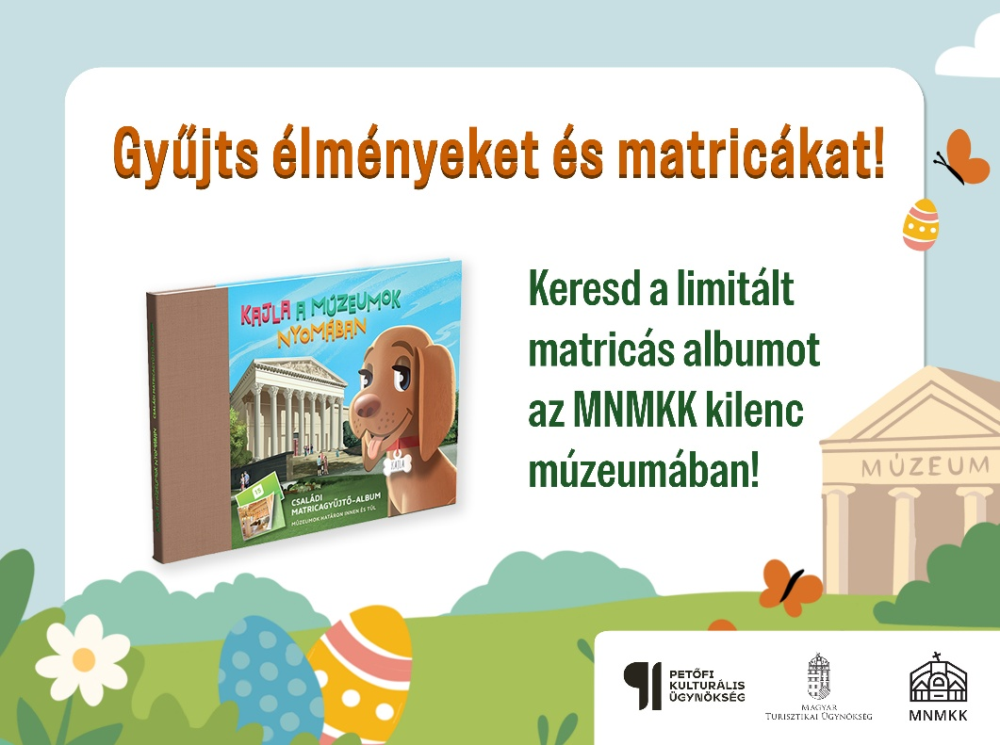 Gyűjts élményeket és matricákat!
KAJLA A MÚZEUMOK
NYOMÁBAN
KAJLA
15
CSALÁDI
MATRICAGYŰJTŐ-ALBUM
MÚZEUMOK HATÁRON INNEN ÉS TÚL
Keresd a limitált
matricás albumot
az MNMKK kilenc
múzeumában!
MÚZEUM
PETŐFI
KULTURÁLIS
ÜGYNÖKSÉG
MAGYAR
TURISZTIKAI ÜGYNÖKSÉG
MNMKK